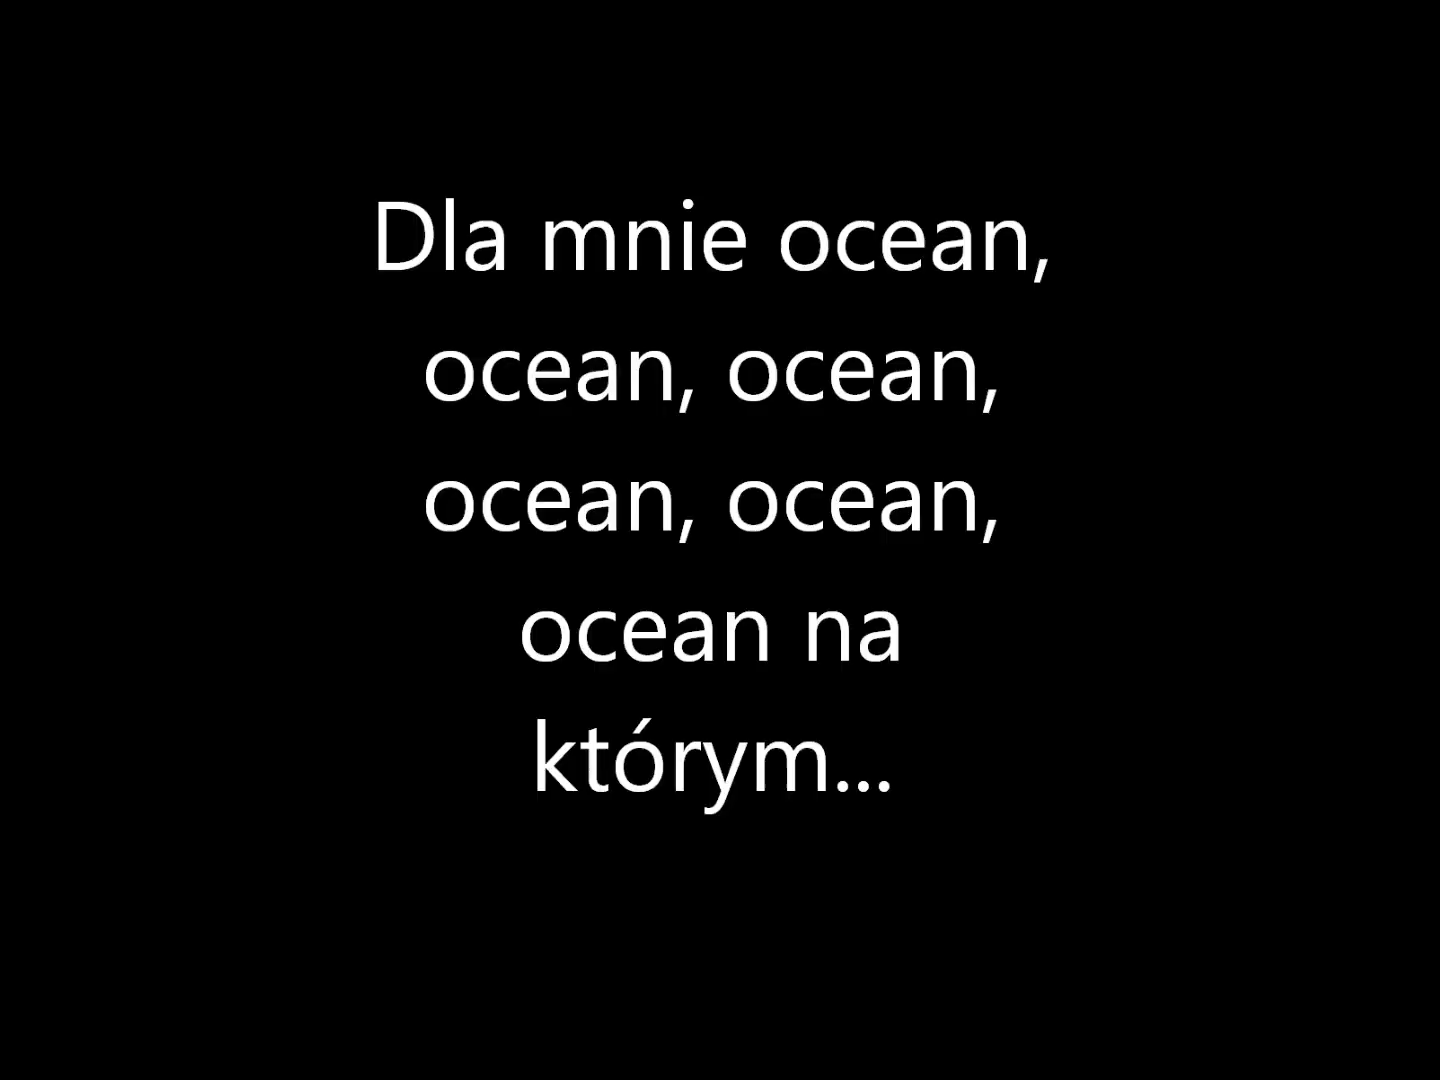 Dla mnie ocean,
ocean, ocean,
ocean, ocean,
ocean na
którym...